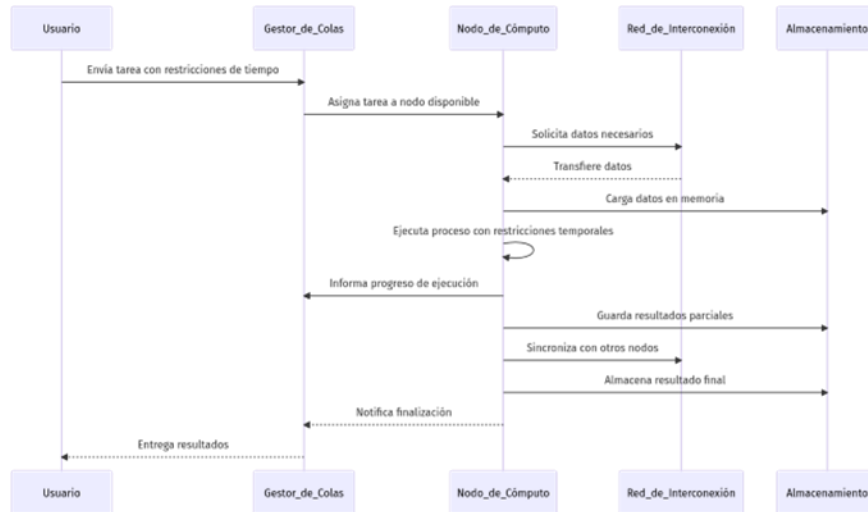 Usuario
Gestor_de_Colas
Nodo_de_Cómputo
Red_de_Interconexión
Almacenamiento
Envía tarea con restricciones de tiempo
Asigna tarea a nodo disponible
Solicita datos necesarios
Transfiere datos
Carga datos en memoria
Ejecuta proceso con restricciones temporales
Informa progreso de ejecución
Guarda resultados parciales
Sincroniza con otros nodos
Almacena resultado final
Notifica finalización
Entrega resultados
Usuario
Gestor_de_Colas
Nodo_de_Cómputo
Red_de_Interconexión
Almacenamiento